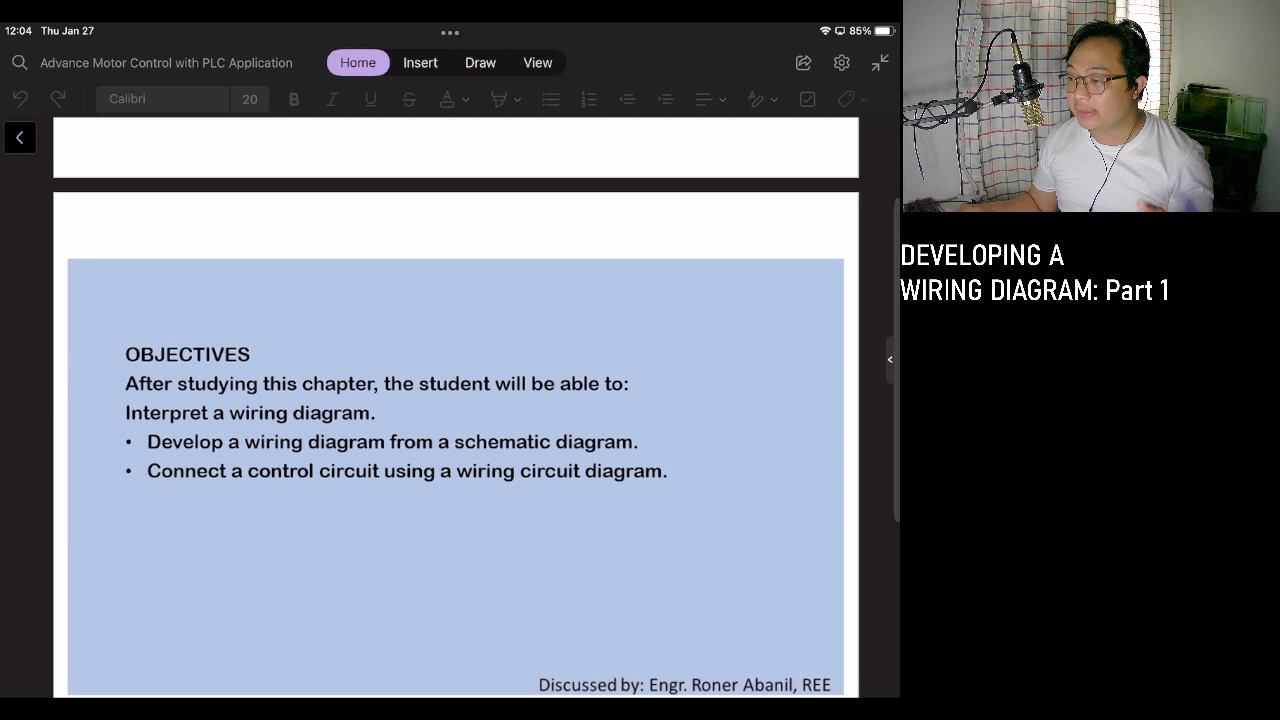 12:04 Thu Jan 27
85%
Advance Motor Control with PLC Application
Home Insert Draw View
Calibri 20 B I U S A
OBJECTIVES
After studying this chapter, the student will be able to:
Interpret a wiring diagram.
• Develop a wiring diagram from a schematic diagram.
• Connect a control circuit using a wiring circuit diagram.
Discussed by: Engr. Roner Abanil, REE
DEVELOPING A
WIRING DIAGRAM: Part 1